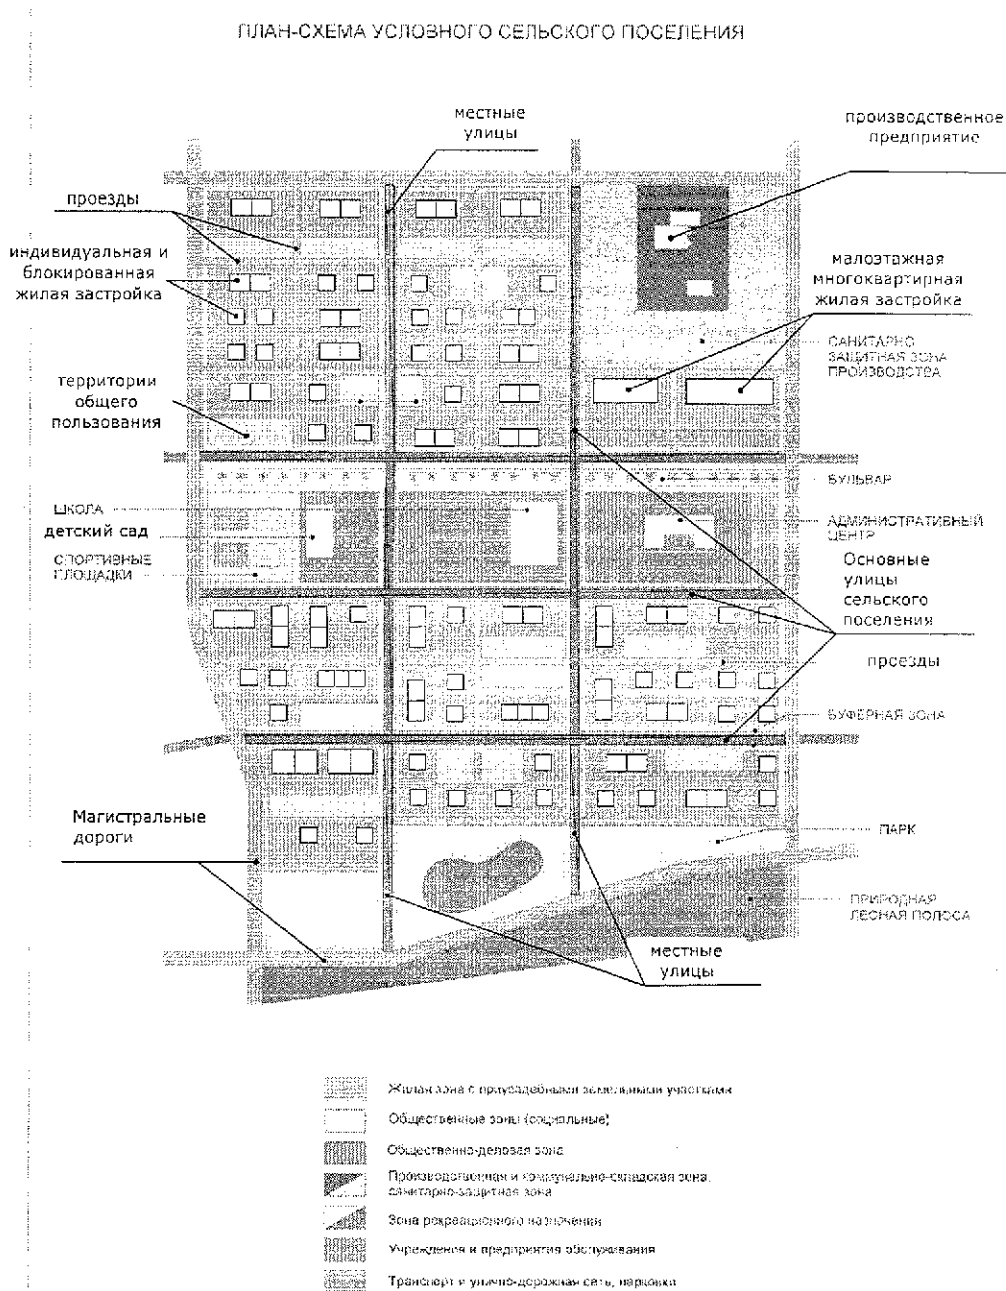 ПЛАН-СХЕМА УСЛОВНОГО СЕЛЬСКОГО ПОСЕЛЕНИЯ
местные
улицы
производственное
предприятие
проезды
индивидуальная и
блокированная
жилая застройка
малоэтажная
многоквартирная
жилая застройка
САНИТАРНО
ЗАЩИТНАЯ ЗОНА
ПРОИЗВОДСТВА
территории
общего
пользования
БУЛЬВАР
ШКОЛА
детский сад
СПОРТИВНЫЕ
ПЛОЩАДКИ
АДМИНИСТРАТИВНЫЙ
ЦЕНТР
Основные
улицы
сельского
поселения
проезды
БУФЕРНАЯ ЗОНА
Магистральные
дороги
ПАРК
ПРИРОДНАЯ
ЛЕСНАЯ ПОЛОСА
местные
улицы
Жилая зона с приусадебными земельными участками
Общественные зоны (социальные)
Общественно-деловая зона
Производственная и коммунально-складская зона,
санитарно-защитная зона
Зона рекреационного назначения
Учреждения и предприятия обслуживания
Транспорт и улично-дорожная сеть, парковки